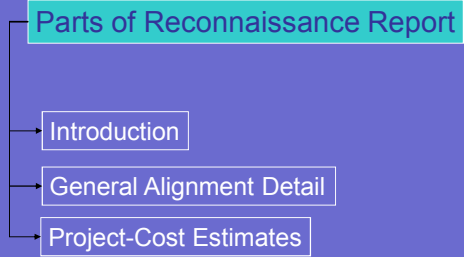 Parts of Reconnaissance Report
Introduction
General Alignment Detail
Project-Cost Estimates